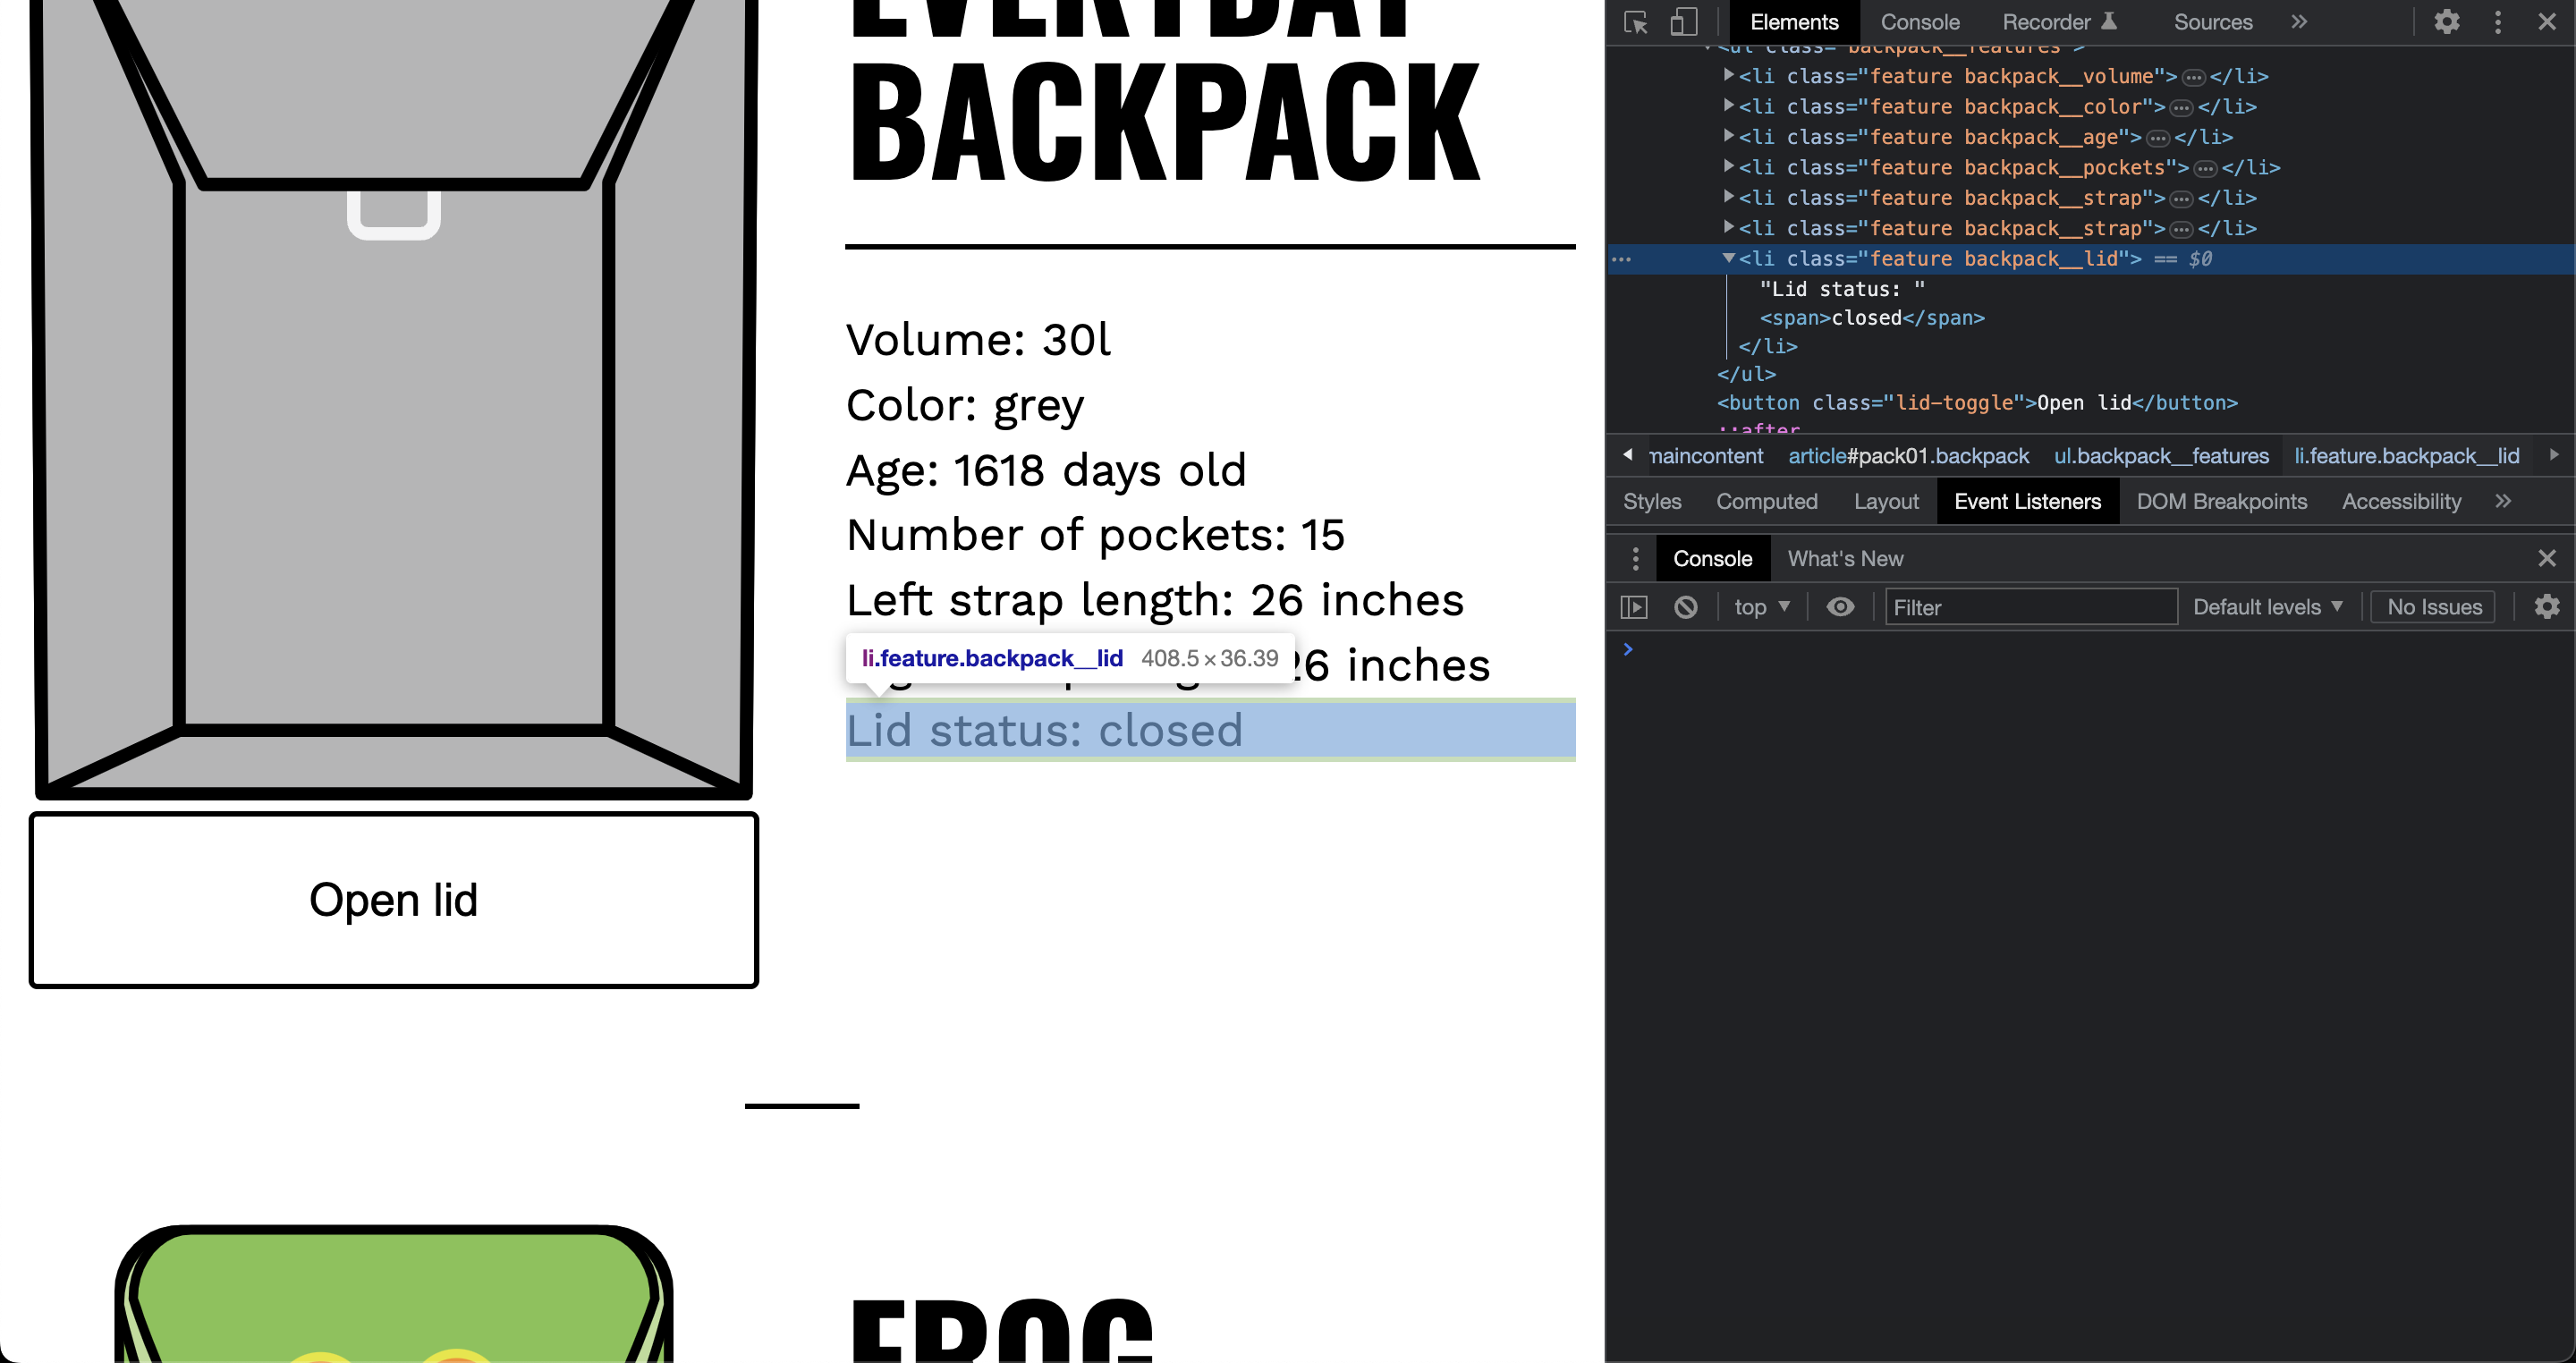 EVERYDAY
BACKPACK
Volume: 30l
Color: grey
Age: 1618 days old
Number of pockets: 15
Left strap length: 26 inches
li.feature.backpack__lid 408.5×36.39
26 inches
Lid status: closed
Open lid
FROG
Elements Console Recorder Sources »
<ul class="backpack__features">
<li class="feature backpack__volume">…</li>
<li class="feature backpack__color">…</li>
<li class="feature backpack__age">…</li>
<li class="feature backpack__pockets">…</li>
<li class="feature backpack__strap">…</li>
<li class="feature backpack__strap">…</li>
… <li class="feature backpack__lid"> == $0
"Lid status: "
<span>closed</span>
</li>
</ul>
<button class="lid-toggle">Open lid</button>
::after
maincontent article#pack01.backpack ul.backpack__features li.feature.backpack__lid
Styles Computed Layout Event Listeners DOM Breakpoints Accessibility »
Console What's New
top Filter Default levels No Issues